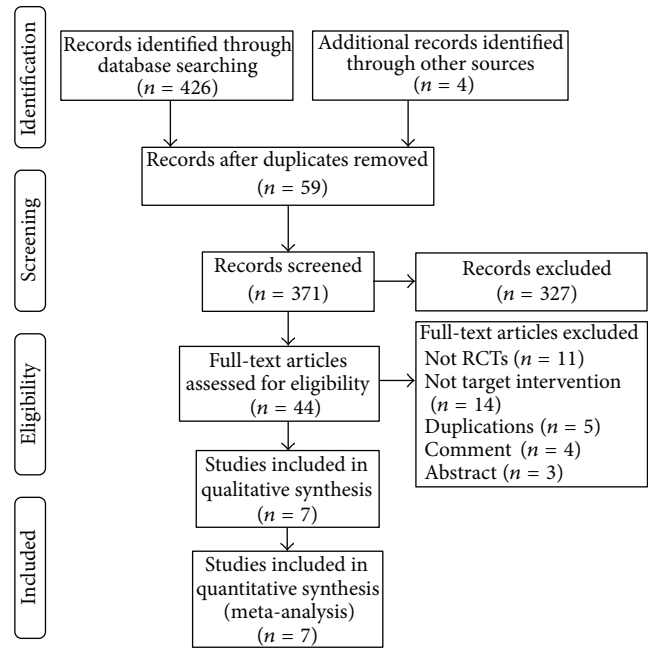 Identification
Records identified through
database searching
(n = 426)
Additional records identified
through other sources
(n = 4)
Records after duplicates removed
(n = 59)
Screening
Records screened
(n = 371)
Records excluded
(n = 327)
Eligibility
Full-text articles
assessed for eligibility
(n = 44)
Full-text articles excluded
Not RCTs (n = 11)
Not target intervention
(n = 14)
Duplications (n = 5)
Comment (n = 4)
Abstract (n = 3)
Studies included in
qualitative synthesis
(n = 7)
Included
Studies included in
quantitative synthesis
(meta-analysis)
(n = 7)